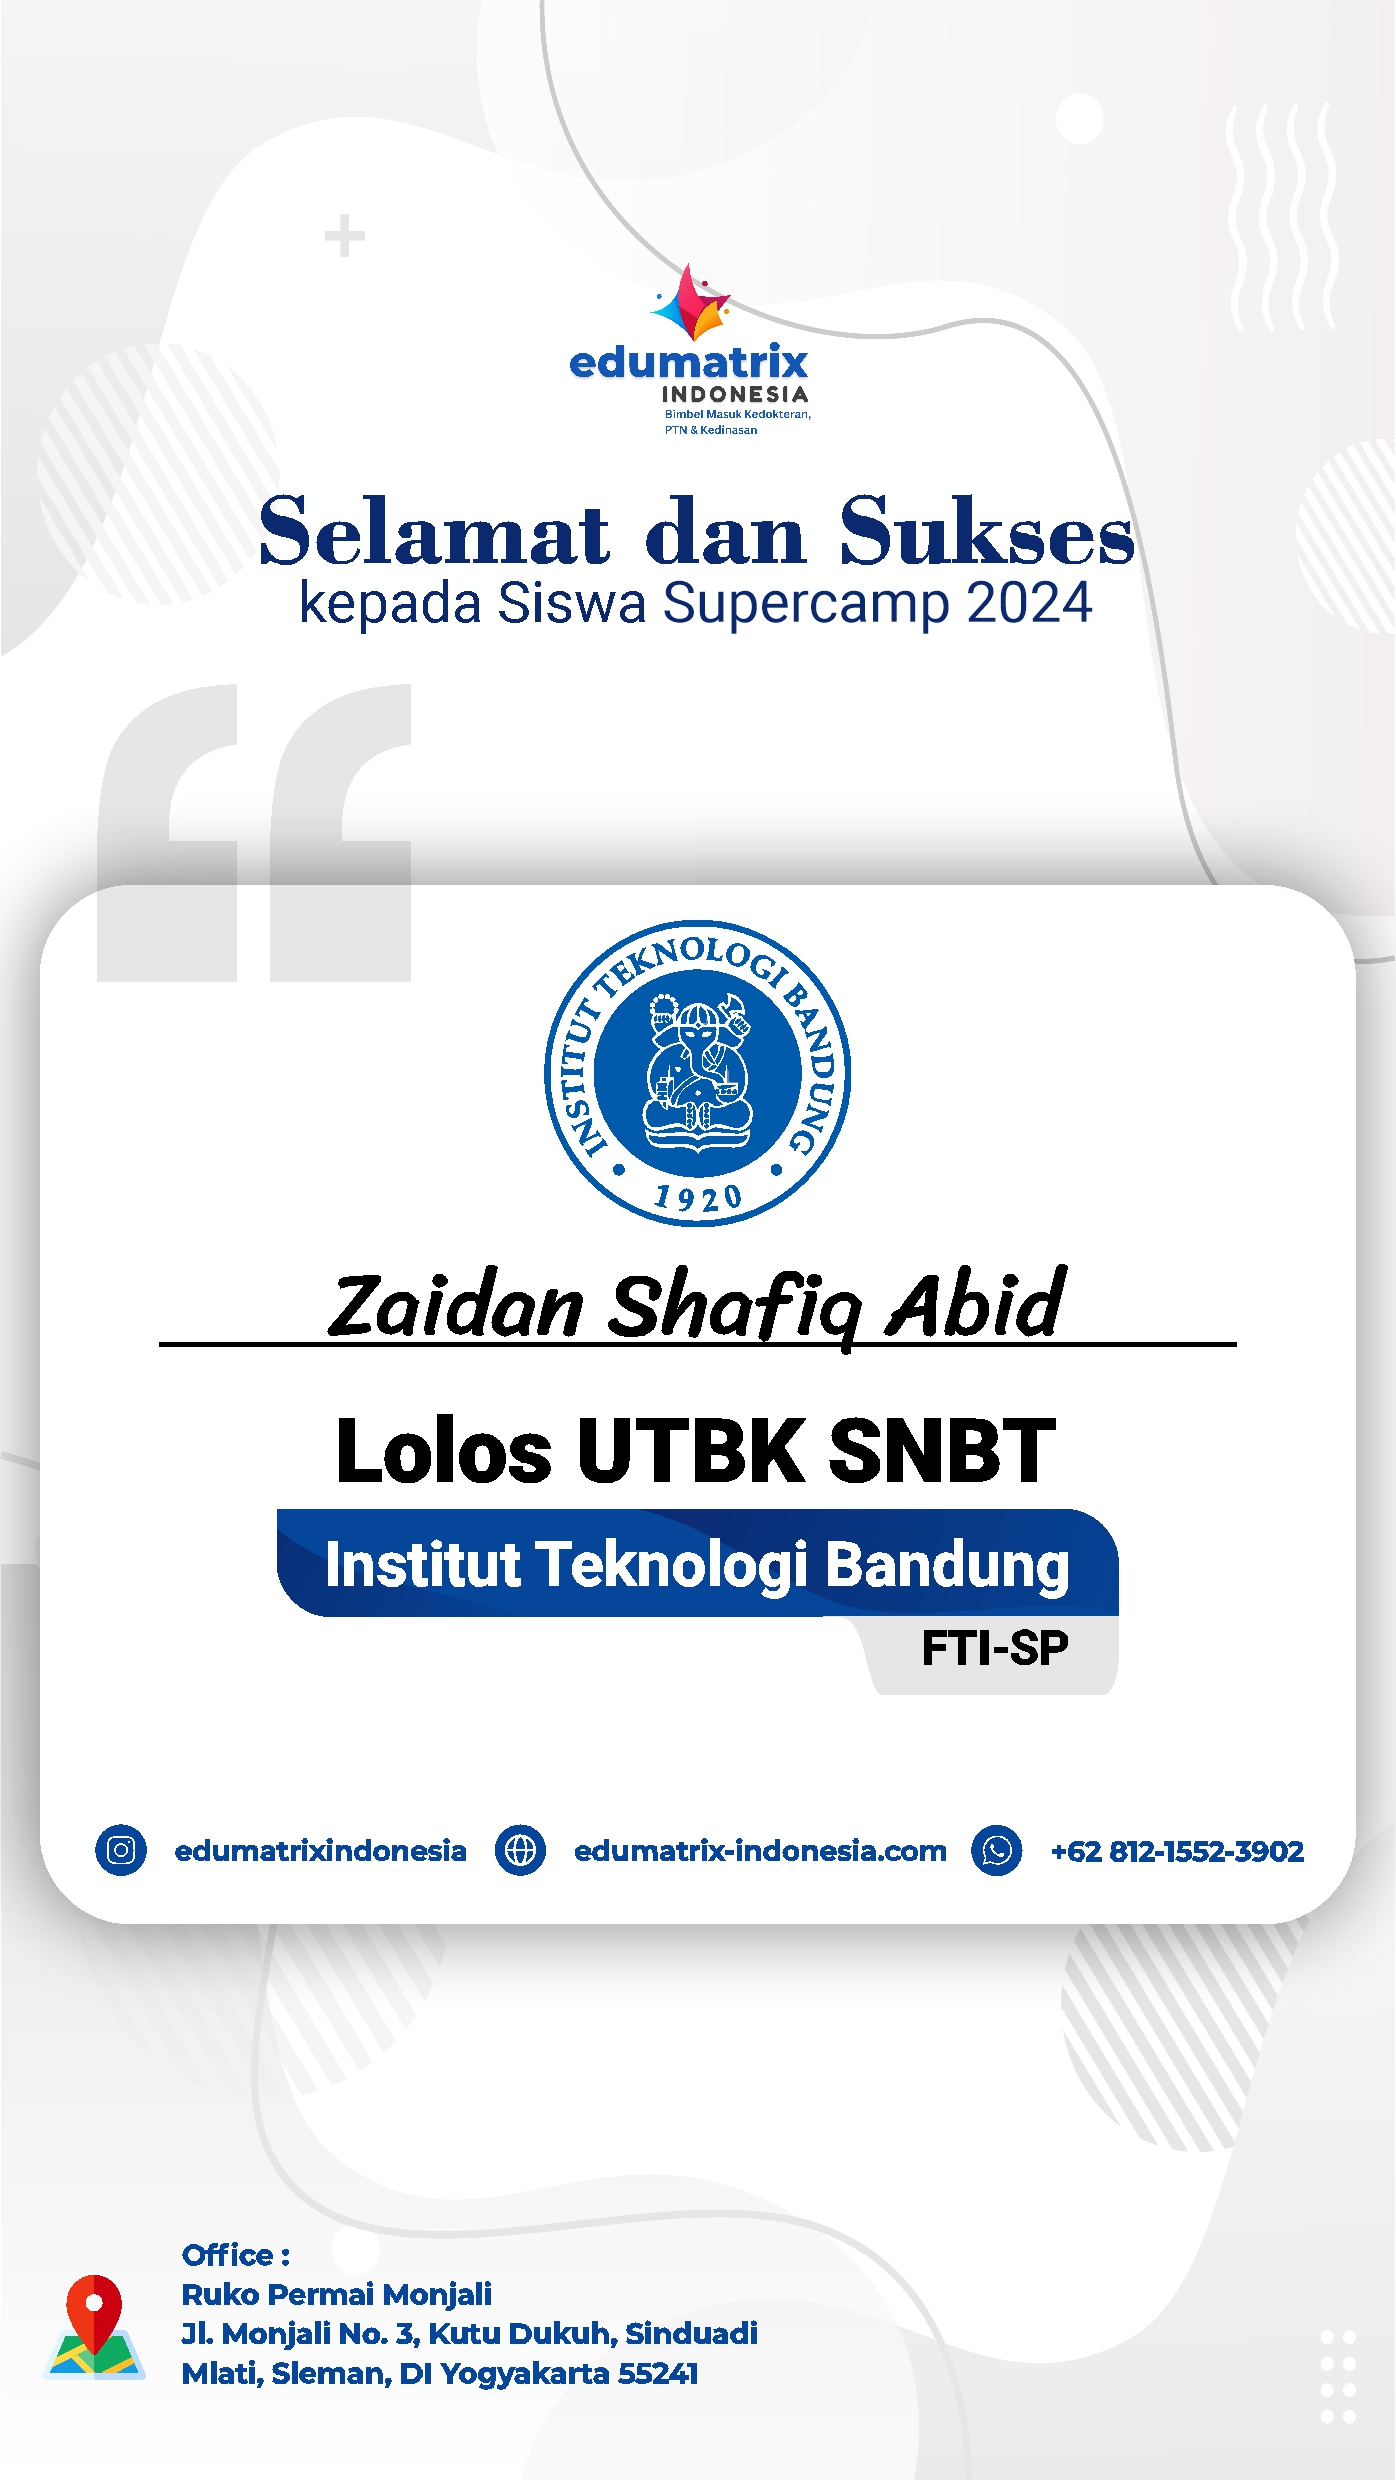 edumatrix
INDONESIA
Bimbel Masuk Kedokteran,
PTN & Kedinasan
Selamat dan Sukses
kepada Siswa Supercamp 2024
INSTITUT TEKNOLOGI BANDUNG
1920
Zaidan Shafiq Abid
Lolos UTBK SNBT
Institut Teknologi Bandung
FTI-SP
edumatrixindonesia edumatrix-indonesia.com +62 812-1552-3902
Office :
Ruko Permai Monjali
Jl. Monjali No. 3, Kutu Dukuh, Sinduadi
Mlati, Sleman, DI Yogyakarta 55241